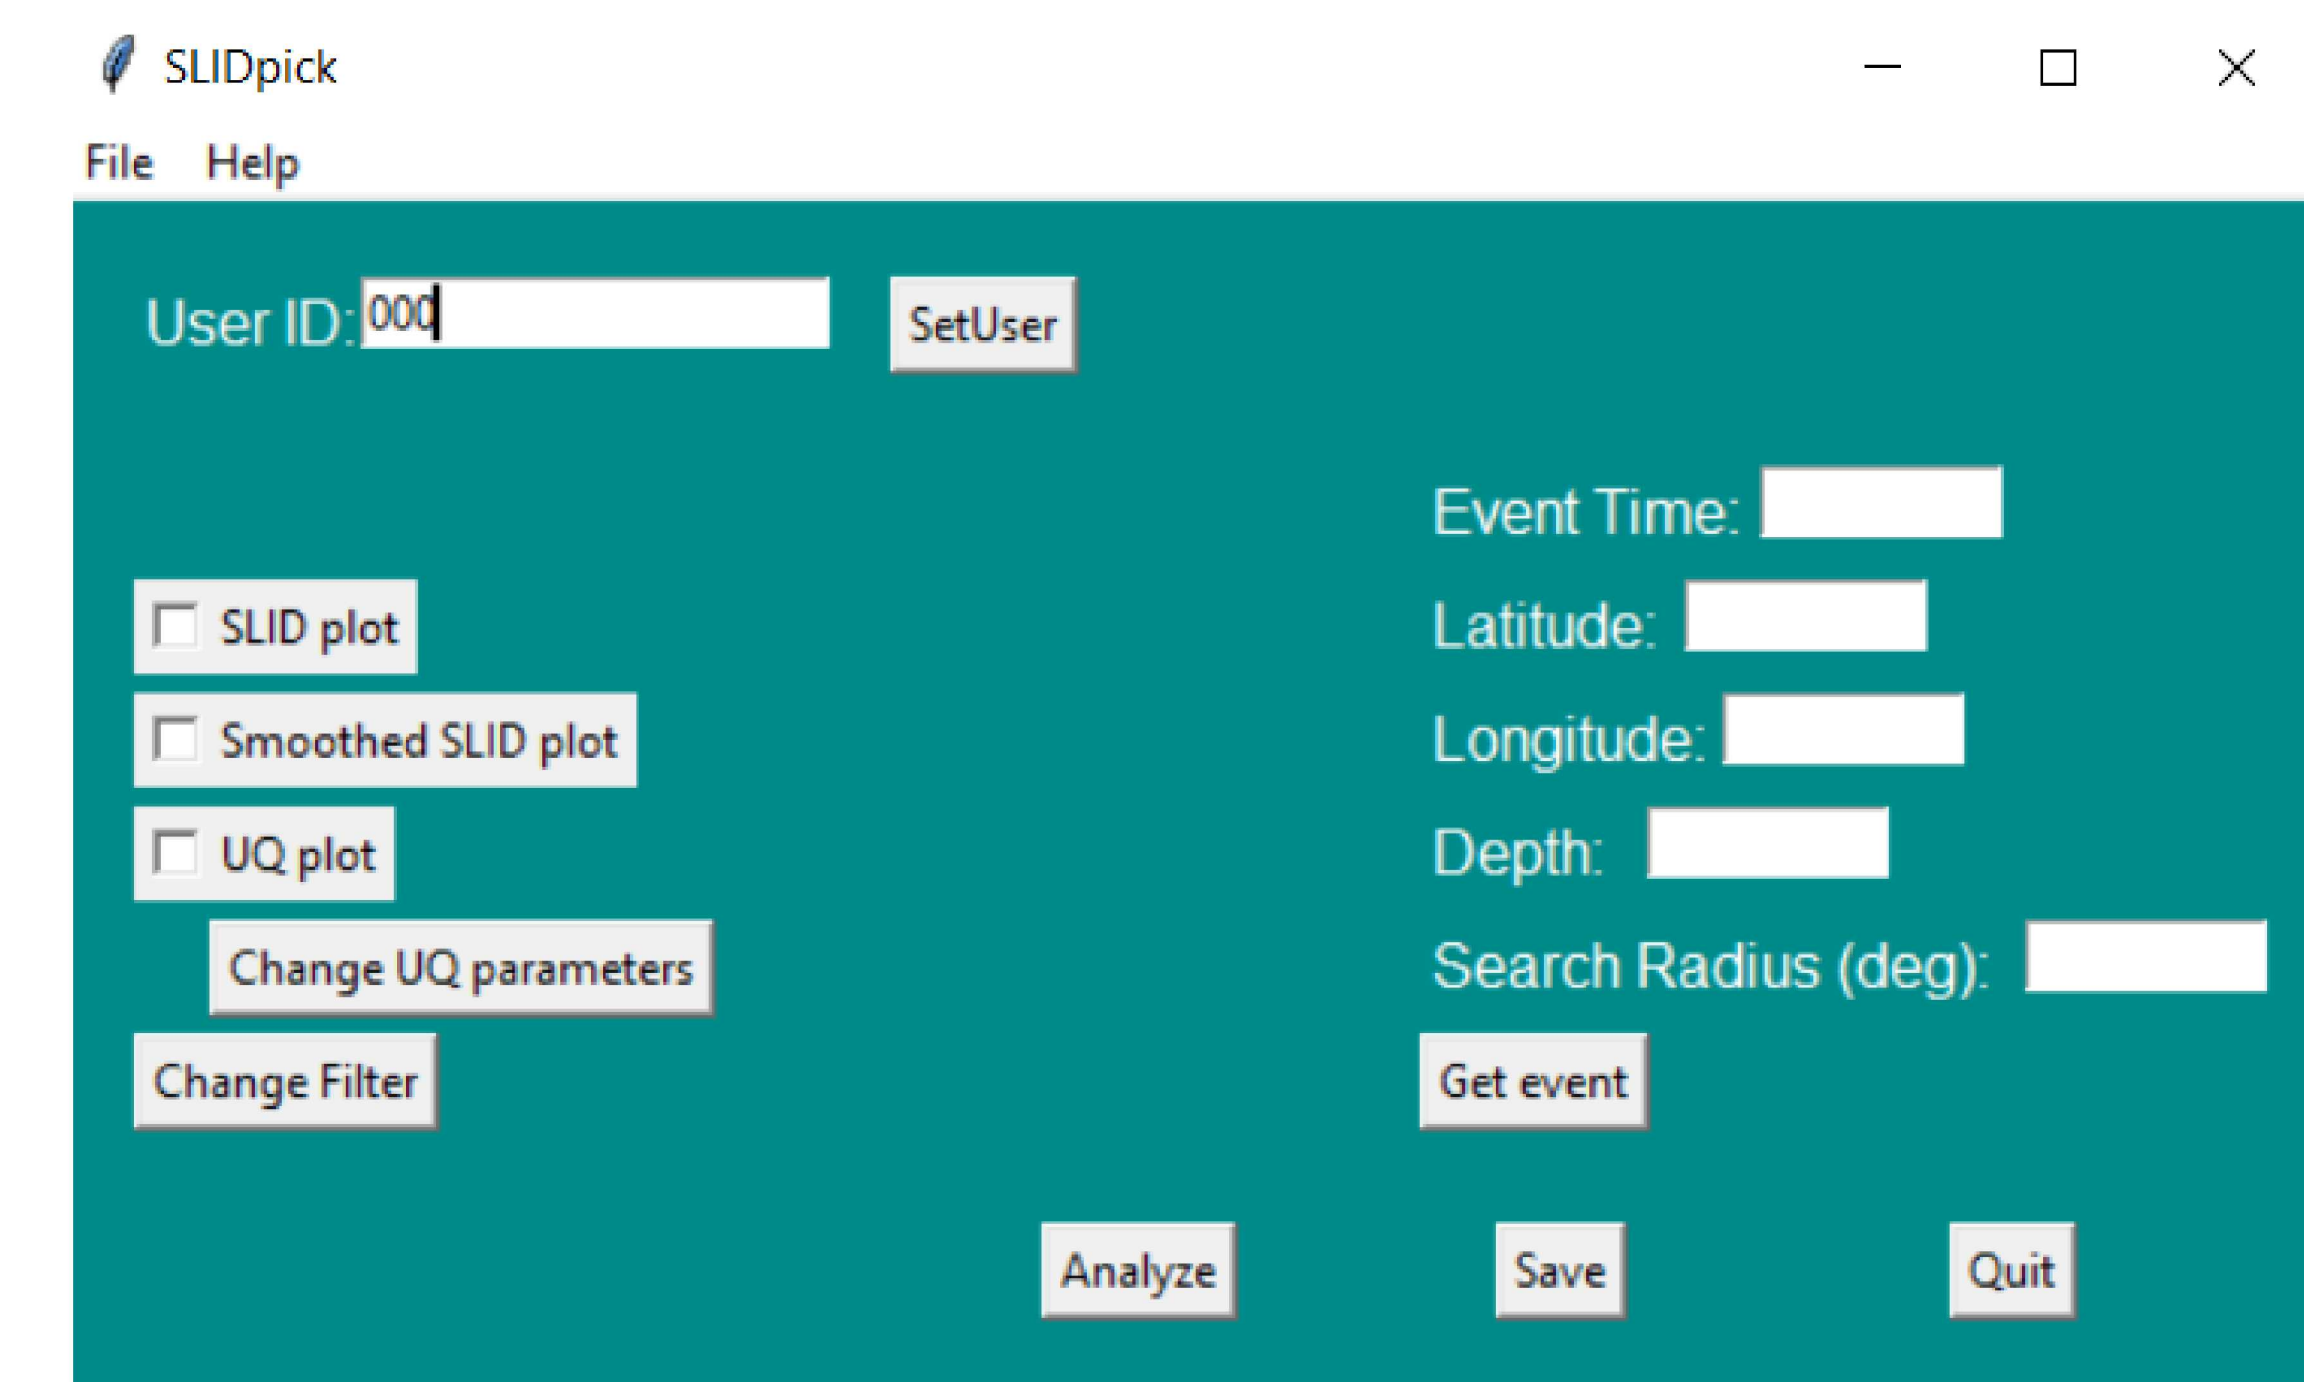 SLIDpick
File Help
User ID: 000 SetUser
Event Time:
SLID plot Latitude:
Smoothed SLID plot Longitude:
UQ plot Depth:
Change UQ parameters Search Radius (deg):
Change Filter Get event
Analyze Save Quit